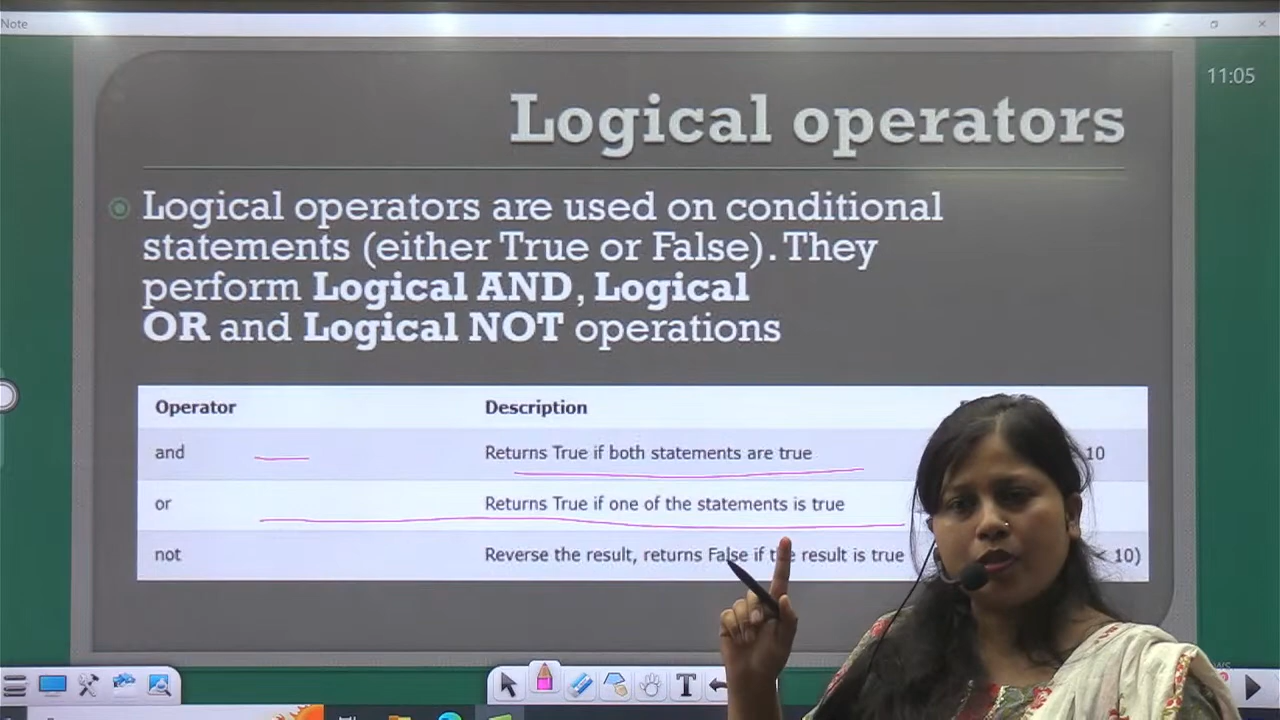 Note
11:05
Logical operators
Logical operators are used on conditional
statements (either True or False). They
perform Logical AND, Logical
OR and Logical NOT operations
Operator Description
and Returns True if both statements are true 10
or Returns True if one of the statements is true
not Reverse the result, returns False if the result is true < 10)